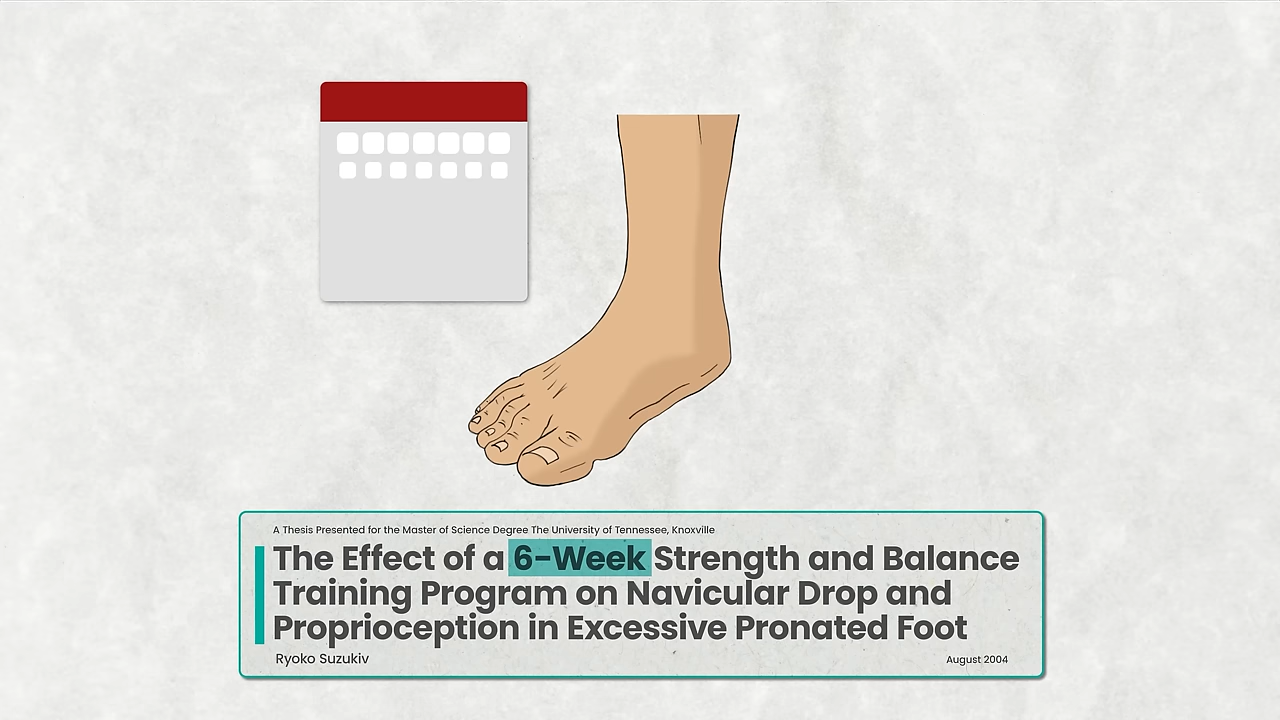 A Thesis Presented for the Master of Science Degree The University of Tennessee, Knoxville
The Effect of a 6-Week Strength and Balance
Training Program on Navicular Drop and
Proprioception in Excessive Pronated Foot
Ryoko Suzukiv
August 2004